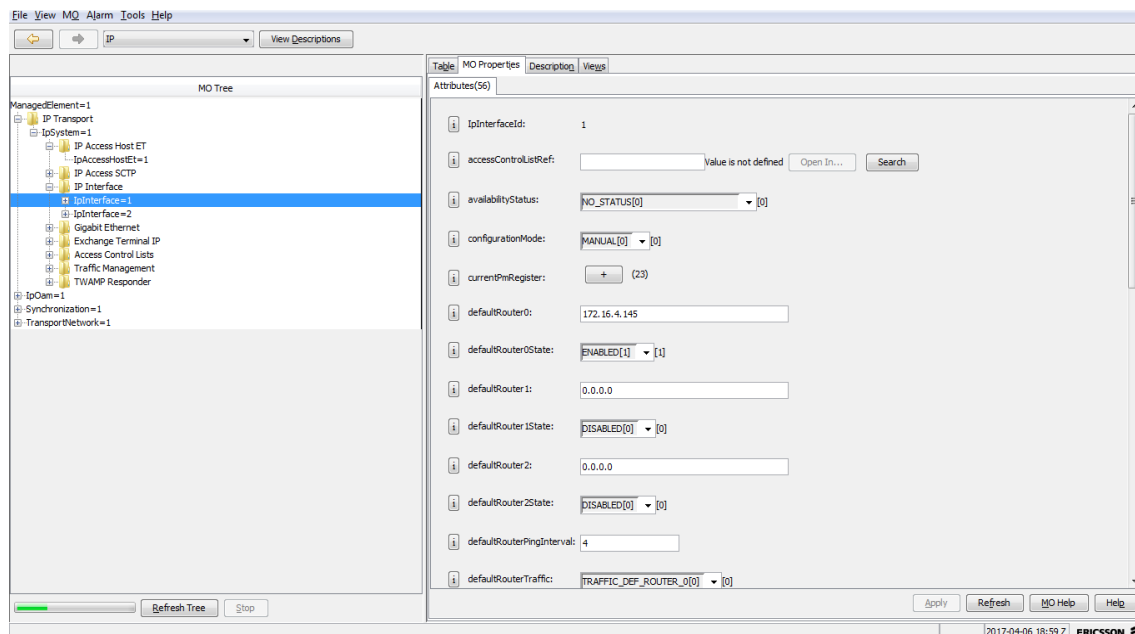 File View MO Alarm Tools Help
IP View Descriptions
Table MO Properties Description Views
MO Tree
Attributes(56)
ManagedElement=1
IP Transport
IpSystem=1
IP Access Host ET
IpAccessHostEt=1
IP Access SCTP
IP Interface
IpInterface=1
IpInterface=2
Gigabit Ethernet
Exchange Terminal IP
Access Control Lists
Traffic Management
TWAMP Responder
IpOam=1
Synchronization=1
TransportNetwork=1
i IpInterfaceId: 1
i accessControlListRef: Value is not defined Open In... Search
i availabilityStatus: NO_STATUS[0] [0]
i configurationMode: MANUAL[0] [0]
i currentPmRegister: + (23)
i defaultRouter0: 172.16.4.145
i defaultRouter0State: ENABLED[1] [1]
i defaultRouter1: 0.0.0.0
i defaultRouter1State: DISABLED[0] [0]
i defaultRouter2: 0.0.0.0
i defaultRouter2State: DISABLED[0] [0]
i defaultRouterPingInterval: 4
i defaultRouterTraffic: TRAFFIC_DEF_ROUTER_0[0] [0]
Refresh Tree Stop
Apply Refresh MO Help Help
2017-04-06 18:59 Z ERICSSON